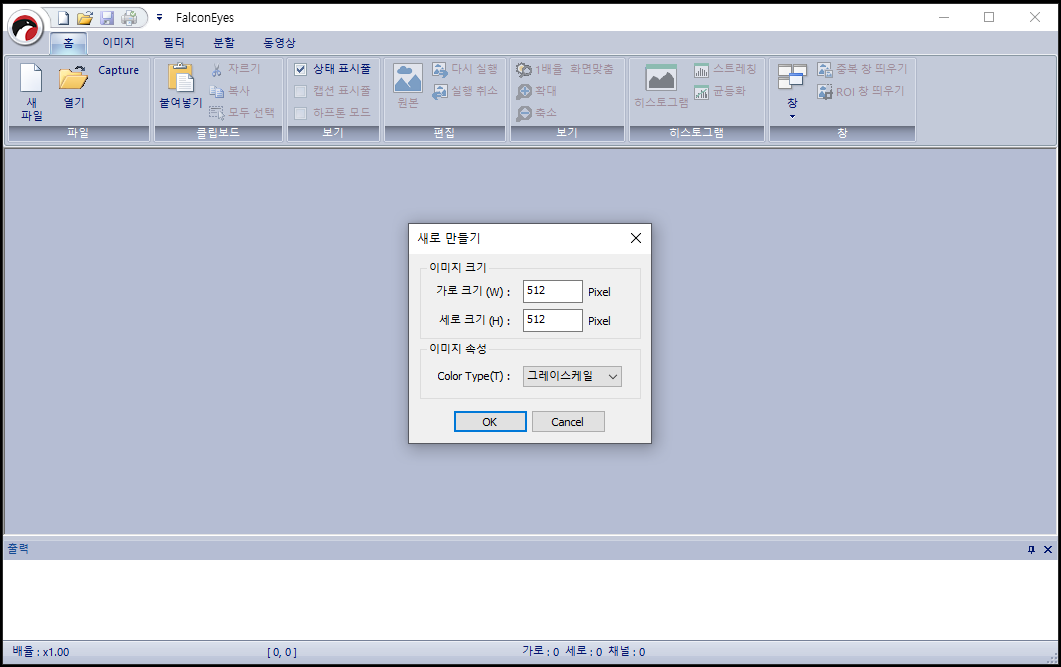 FalconEyes
홈 이미지 필터 분할 동영상
새
파일
열기
Capture
파일
붙여넣기
자르기
복사
모두 선택
클립보드
상태 표시줄
캡션 표시줄
하프톤 모드
보기
원본
다시 실행
실행 취소
편집
1배율 화면맞춤
확대
축소
보기
히스토그램
스트레칭
균등화
히스토그램
창
중복 창 띄우기
ROI 창 띄우기
창
새로 만들기
이미지 크기
가로 크기 (W) : 512 Pixel
세로 크기 (H) : 512 Pixel
이미지 속성
Color Type(T) : 그레이스케일
OK Cancel
출력
배율 : x1.00 [ 0, 0 ] 가로 : 0 세로 : 0 채널 : 0